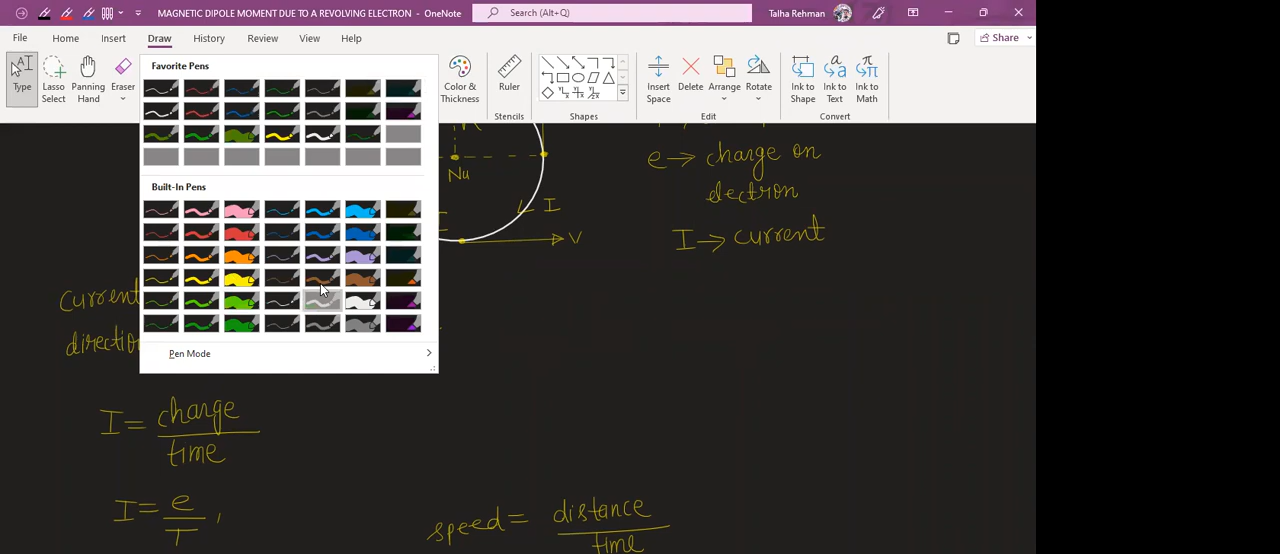 MAGNETIC DIPOLE MOMENT DUE TO A REVOLVING ELECTRON - OneNote
Search (Alt+Q)
Talha Rehman
File Home Insert Draw History Review View Help
Share
Type
Lasso Select
Panning Hand
Eraser
Favorite Pens
Color & Thickness
Ruler
Insert Space
Delete
Arrange
Rotate
Ink to Shape
Ink to Text
Ink to Math
Stencils
Shapes
Edit
Convert
Built-In Pens
Pen Mode
Nu
I
V
e → charge on
electron
I → current
current
I = charge / time
I = e / T ,
speed = distance / time